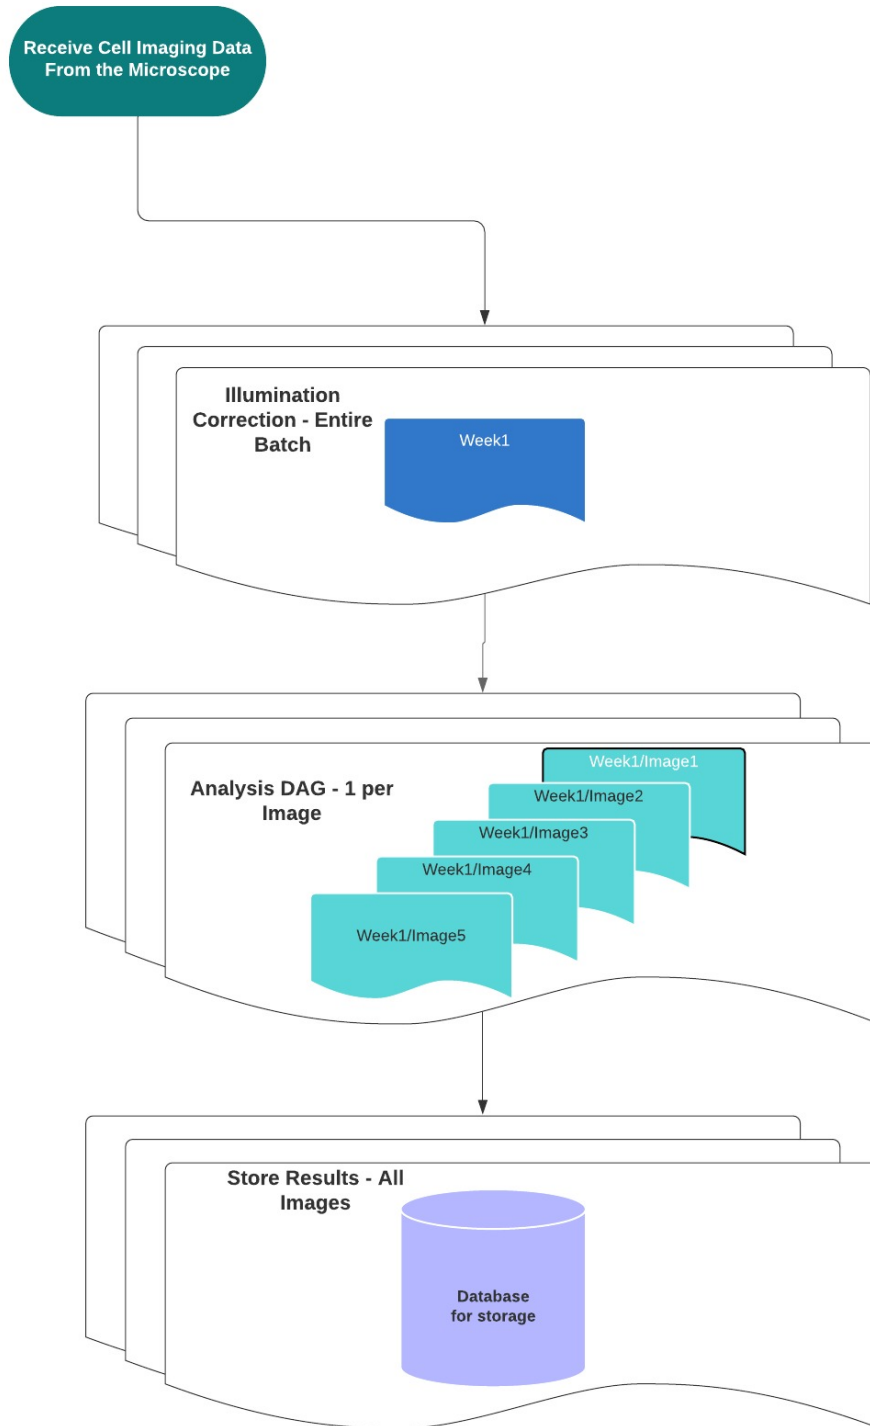 Receive Cell Imaging Data
From the Microscope
Illumination
Correction - Entire
Batch
Week1
Analysis DAG - 1 per
Image
Week1/Image1
Week1/Image2
Week1/Image3
Week1/Image4
Week1/Image5
Store Results - All
Images
Database
for storage